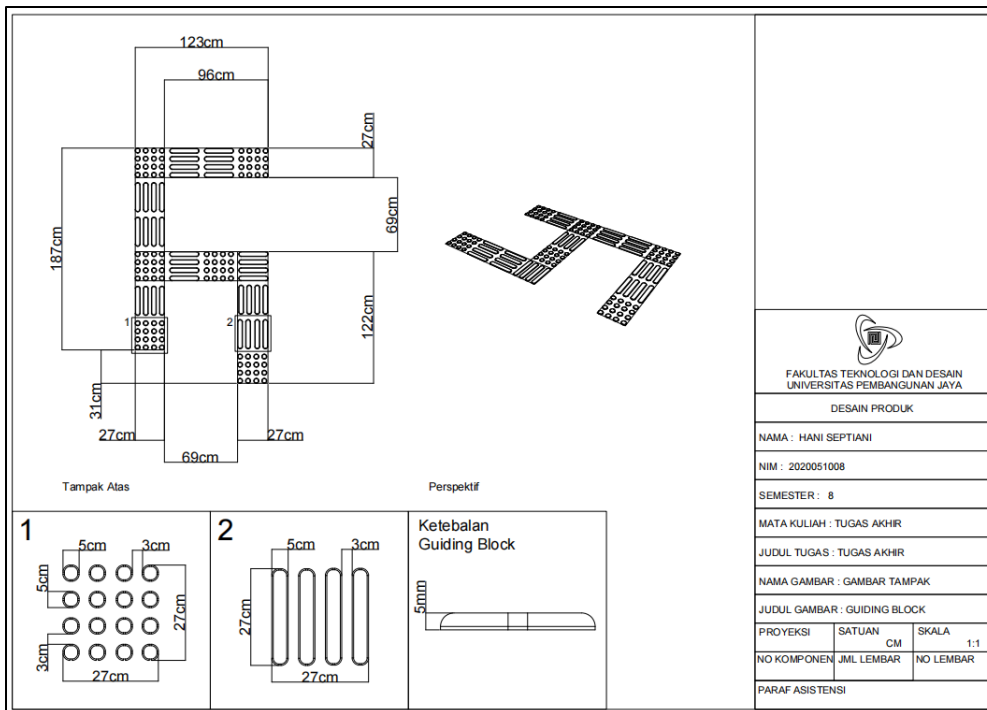 123cm
96cm
27cm
69cm
187cm
122cm
1
2
31cm
27cm
27cm
69cm
Tampak Atas
Perspektif
1
5cm
3cm
5cm
27cm
3cm
27cm
2
5cm
3cm
27cm
27cm
Ketebalan
Guiding Block
5mm
FAKULTAS TEKNOLOGI DAN DESAIN
UNIVERSITAS PEMBANGUNAN JAYA
DESAIN PRODUK
NAMA : HANI SEPTIANI
NIM : 2020051008
SEMESTER : 8
MATA KULIAH : TUGAS AKHIR
JUDUL TUGAS : TUGAS AKHIR
NAMA GAMBAR : GAMBAR TAMPAK
JUDUL GAMBAR : GUIDING BLOCK
PROYEKSI
SATUAN
CM
SKALA
1:1
NO KOMPONEN
JML LEMBAR
NO LEMBAR
PARAF ASISTENSI